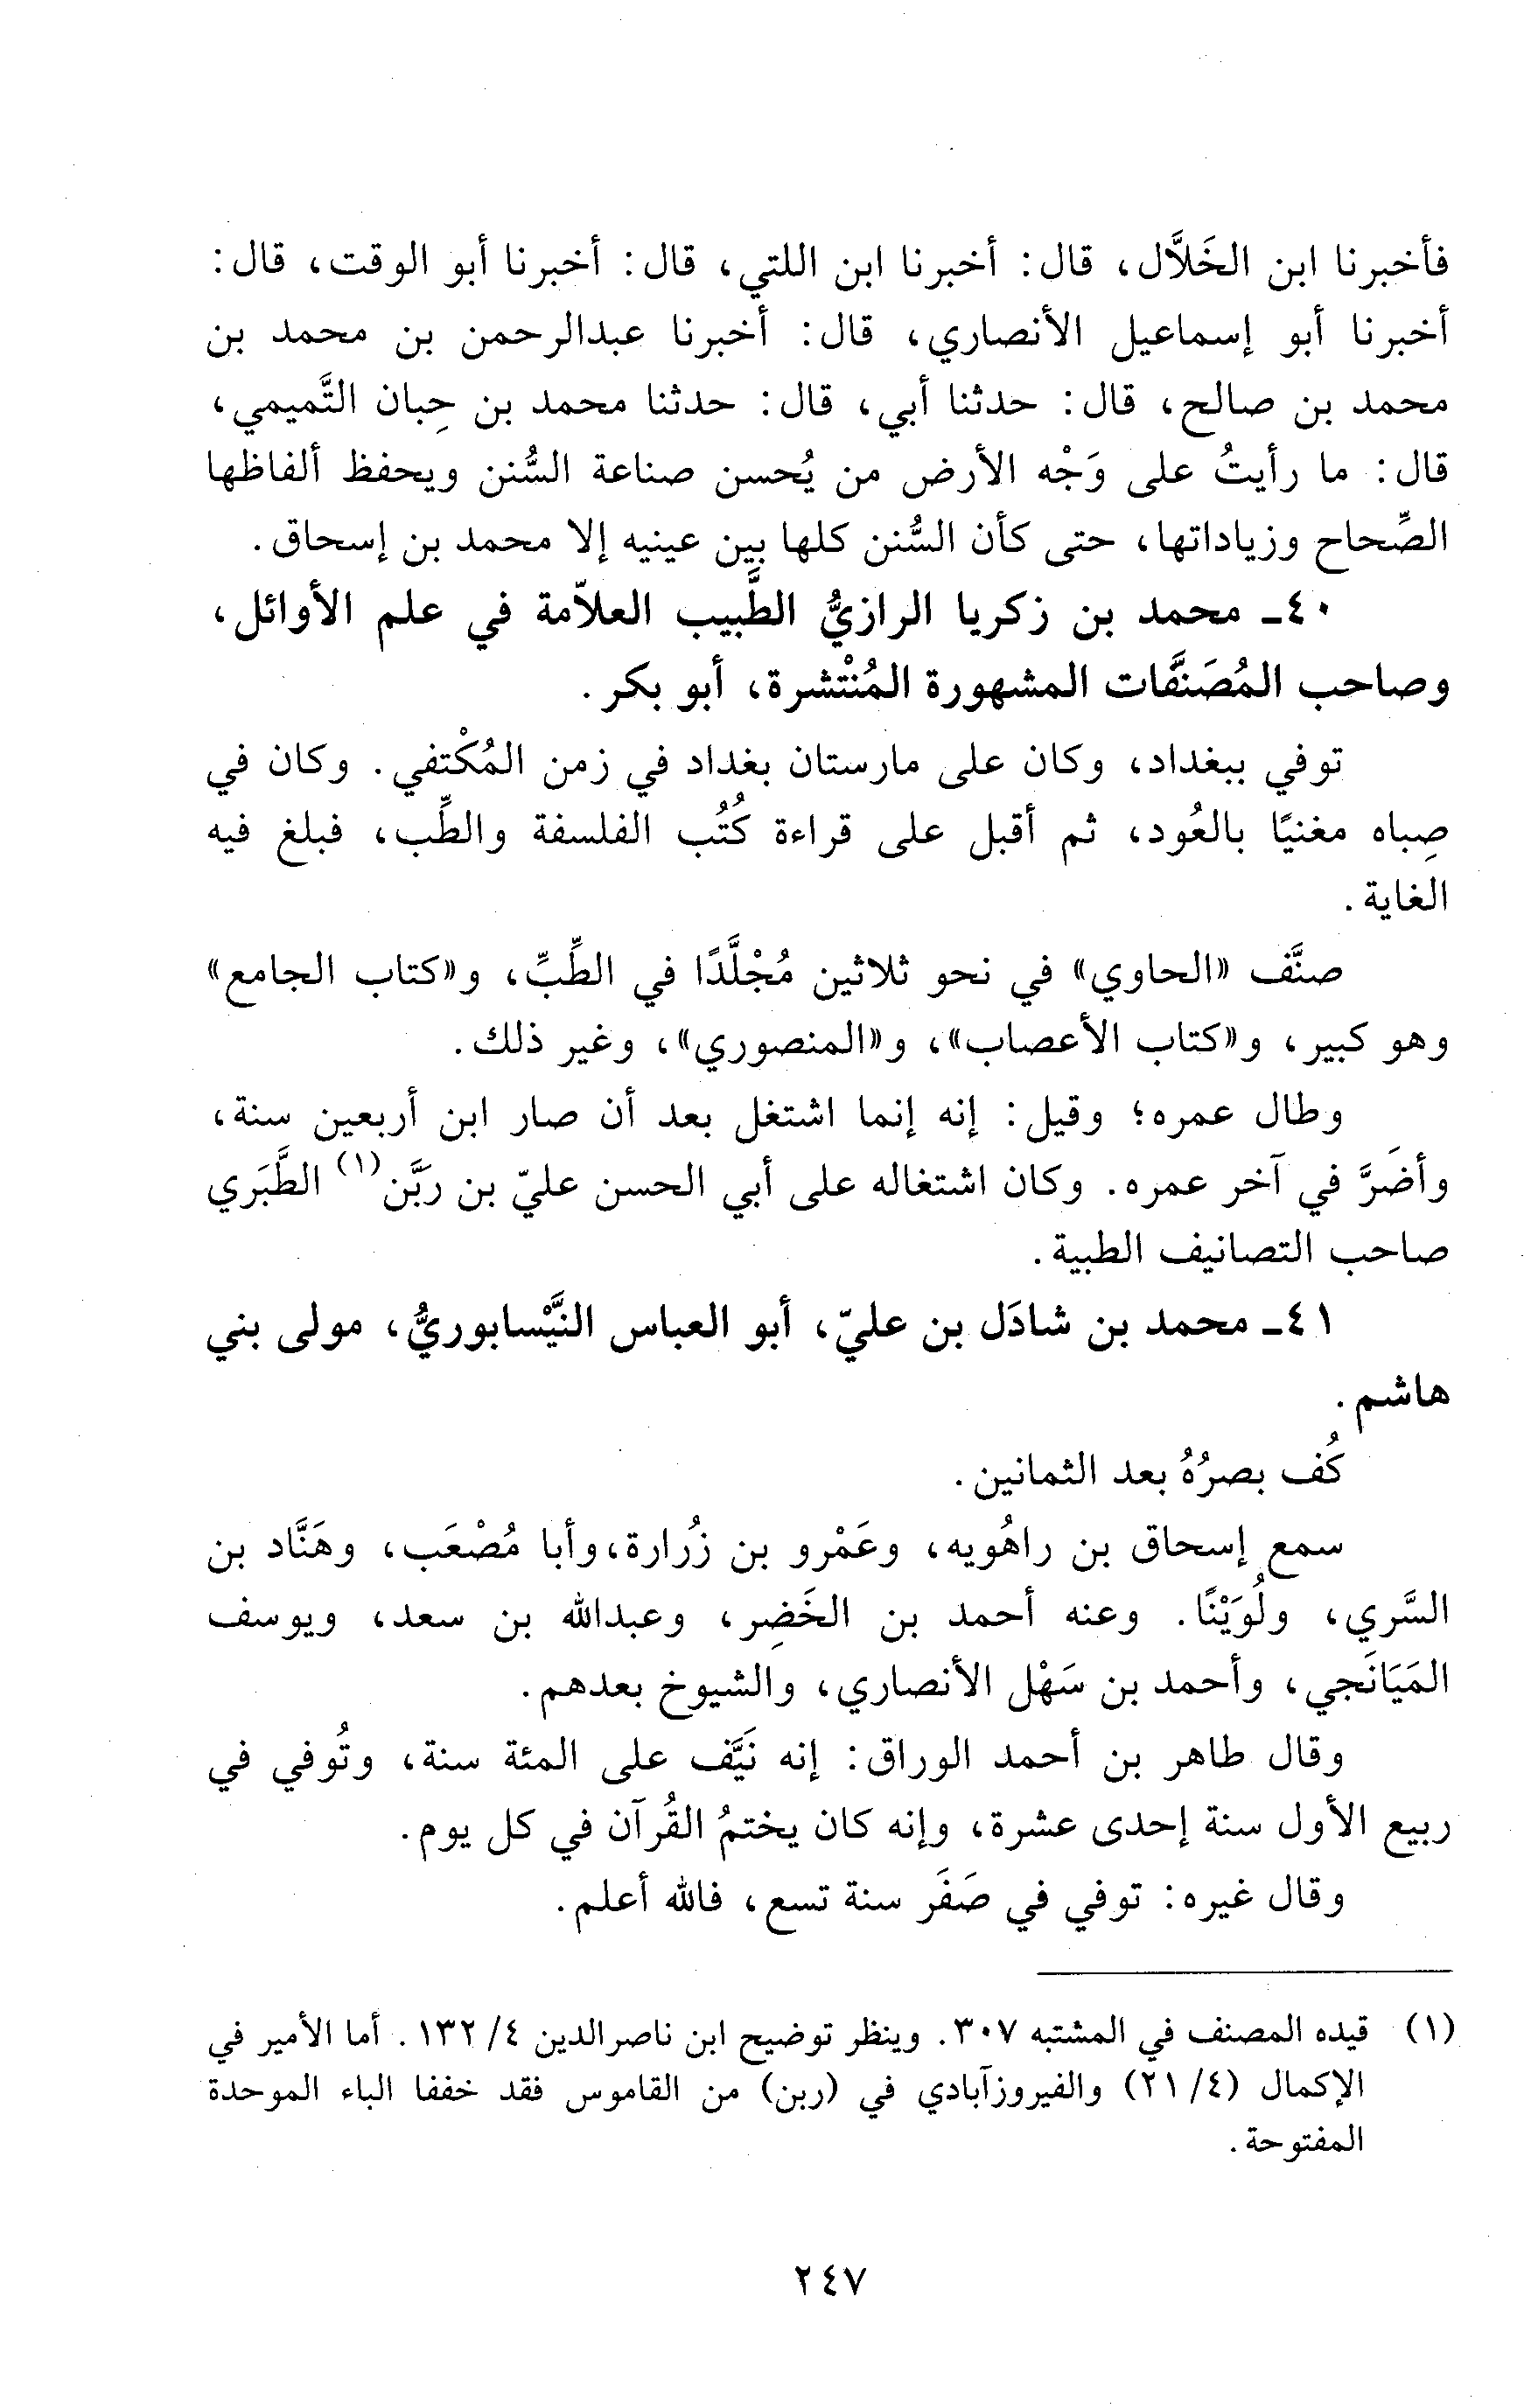 فأخبرنا ابن الخَلاَّل، قال: أخبرنا ابن اللتي، قال: أخبرنا أبو الوقت، قال:
أخبرنا أبو إسماعيل الأنصاري، قال: أخبرنا عبدالرحمن بن محمد بن
محمد بن صالح، قال: حدثنا أبي، قال: حدثنا محمد بن حِبان التَّميمي،
قال: ما رأيتُ على وَجْه الأرض من يُحسن صناعة السُّنن ويحفظ ألفاظها
الصِّحاح وزياداتها، حتى كأن السُّنن كلها بين عينيه إلا محمد بن إسحاق.
٤٠ـ محمد بن زكريا الرازيُّ الطَّبيب العلاّمة في علم الأوائل،
وصاحب المُصَنَّفات المشهورة المُنْتشرة، أبو بكر.
توفي ببغداد، وكان على مارستان بغداد في زمن المُكْتفي. وكان في
صِباه مغنيًا بالعُود، ثم أقبل على قراءة كُتُب الفلسفة والطِّب، فبلغ فيه
الغاية.
صنَّف «الحاوي» في نحو ثلاثين مُجْلَّدًا في الطِّبِّ، و«كتاب الجامع»
وهو كبير، و«كتاب الأعصاب»، و«المنصوري»، وغير ذلك.
وطال عمره؛ وقيل: إنه إنما اشتغل بعد أن صار ابن أربعين سنة،
وأضَرَّ في آخر عمره. وكان اشتغاله على أبي الحسن عليّ بن ربَّن(١) الطَّبَري
صاحب التصانيف الطبية.
٤١ـ محمد بن شادَل بن عليّ، أبو العباس النَّيْسابوريُّ، مولى بني
هاشم.
كُف بصرُهُ بعد الثمانين.
سمع إسحاق بن راهُويه، وعَمْرو بن زُرارة، وأبا مُصْعَب، وهَنَّاد بن
السَّري، ولُوَيْنًا. وعنه أحمد بن الخَضِر، وعبدالله بن سعد، ويوسف
المَيَانَجي، وأحمد بن سَهْل الأنصاري، والشيوخ بعدهم.
وقال طاهر بن أحمد الوراق: إنه نَيَّف على المئة سنة، وتُوفي في
ربيع الأول سنة إحدى عشرة، وإنه كان يختمُ القُرآن في كل يوم.
وقال غيره: توفي في صَفَر سنة تسع، فالله أعلم.
(١) قيده المصنف في المشتبه ٣٠٧. وينظر توضيح ابن ناصرالدين ٤/ ١٣٢. أما الأمير في
الإكمال (٤/ ٢١) والفيروزآبادي في (ربن) من القاموس فقد خففا الباء الموحدة
المفتوحة.
٢٤٧